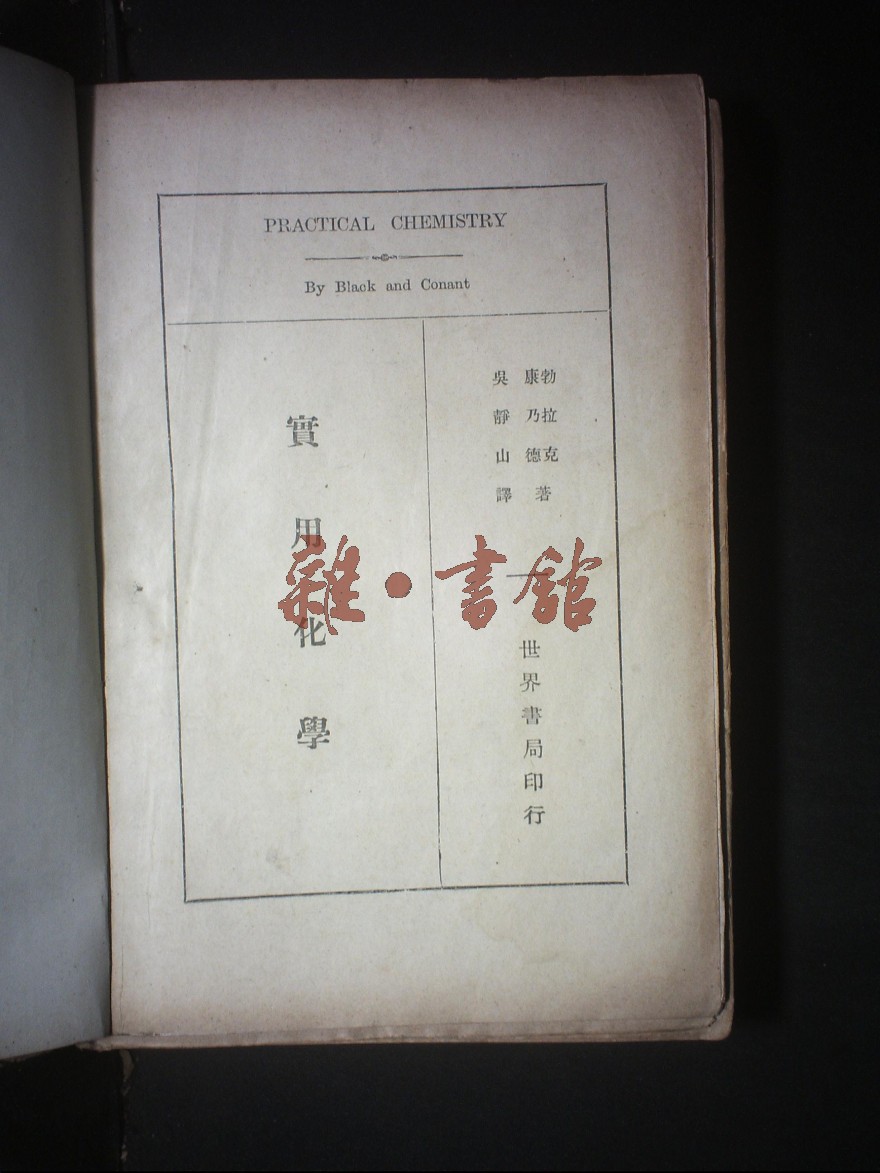 PRACTICAL CHEMISTRY
By Black and Conant
勃拉克
康乃德
著
吳靜山譯
世界書局印行
實用化學
雜•書館